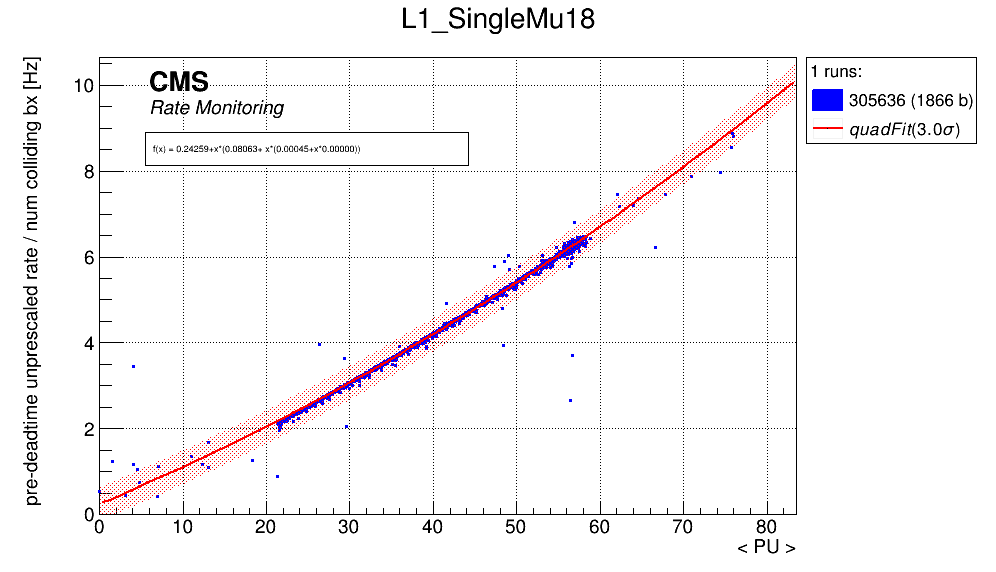 L1_SingleMu18
pre-deadtime unprescaled rate / num colliding bx [Hz]
CMS
Rate Monitoring
f(x) = 0.24259+x*(0.08063+ x*(0.00045+x*0.00000))
10
8
6
4
2
0
0 10 20 30 40 50 60 70 80
< PU >
1 runs:
305636 (1866 b)
quadFit(3.0σ)